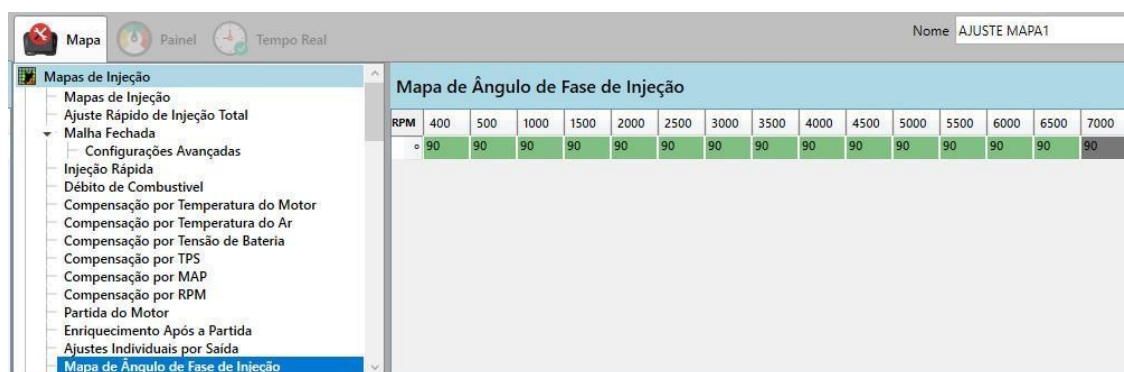 Mapa Painel Tempo Real Nome AJUSTE MAPA1
Mapas de Injeção
Mapas de Injeção
Ajuste Rápido de Injeção Total
Malha Fechada
Configurações Avançadas
Injeção Rápida
Débito de Combustivel
Compensação por Temperatura do Motor
Compensação por Temperatura do Ar
Compensação por Tensão de Bateria
Compensação por TPS
Compensação por MAP
Compensação por RPM
Partida do Motor
Enriquecimento Após a Partida
Ajustes Individuais por Saída
Mapa de Ângulo de Fase de Injeção
Mapa de Ângulo de Fase de Injeção
RPM 400 500 1000 1500 2000 2500 3000 3500 4000 4500 5000 5500 6000 6500 7000
° 90 90 90 90 90 90 90 90 90 90 90 90 90 90 90